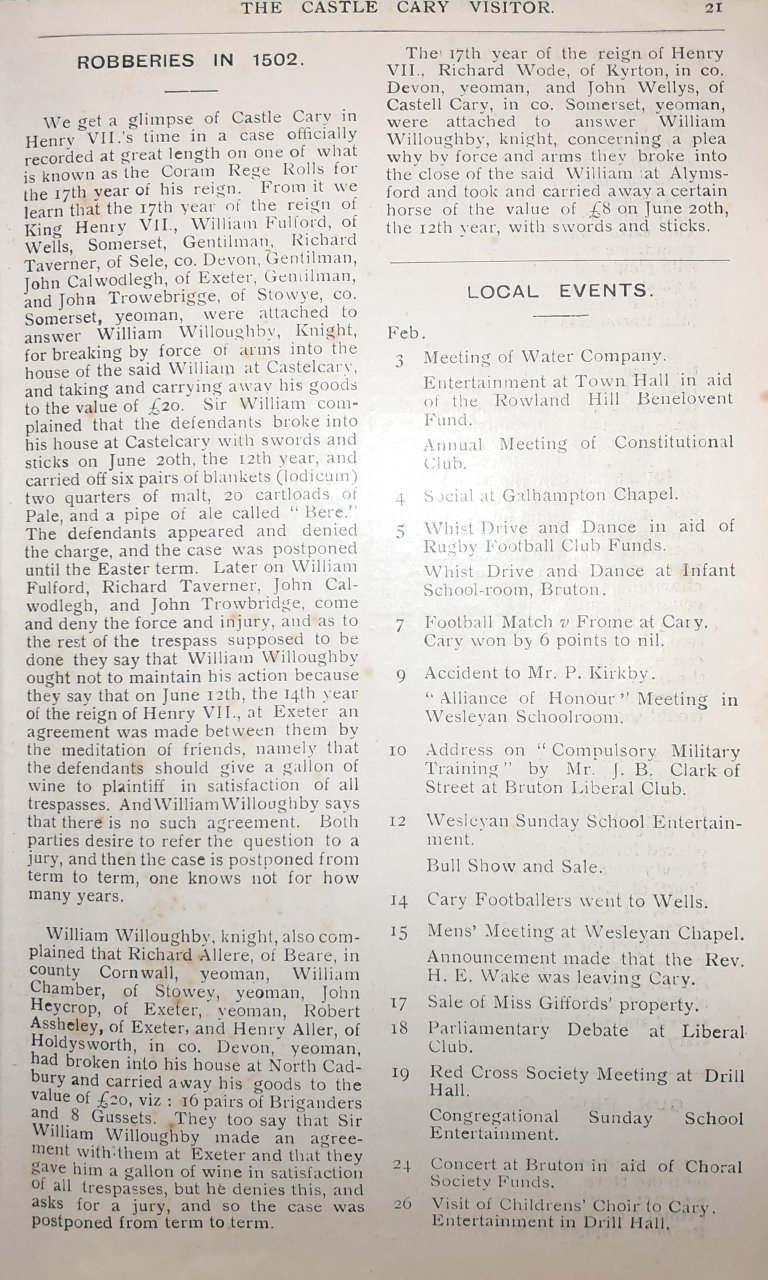 THE CASTLE CARY VISITOR. 21
ROBBERIES IN 1502.
We get a glimpse of Castle Cary in
Henry VII.'s time in a case officially
recorded at great length on one of what
is known as the Coram Rege Rolls for
the 17th year of his reign. From it we
learn that the 17th year of the reign of
King Henry VII., William Fulford, of
Wells, Somerset, Gentilman, Richard
Taverner, of Sele, co. Devon, Gentilman,
John Calwodlegh, of Exeter, Gentilman,
and John Trowebrigge, of Stowye, co.
Somerset, yeoman, were attached to
answer William Willoughby, Knight,
for breaking by force of arms into the
house of the said William at Castelcary,
and taking and carrying away his goods
to the value of £20. Sir William com-
plained that the defendants broke into
his house at Castelcary with swords and
sticks on June 20th, the 12th year, and
carried off six pairs of blankets (lodicum)
two quarters of malt, 20 cartloads of
Pale, and a pipe of ale called "Bere."
The defendants appeared and denied
the charge, and the case was postponed
until the Easter term. Later on William
Fulford, Richard Taverner, John Cal-
wodlegh, and John Trowbridge, come
and deny the force and injury, and as to
the rest of the trespass supposed to be
done they say that William Willoughby
ought not to maintain his action because
they say that on June 12th, the 14th year
of the reign of Henry VII., at Exeter an
agreement was made between them by
the meditation of friends, namely that
the defendants should give a gallon of
wine to plaintiff in satisfaction of all
trespasses. And William Willoughby says
that there is no such agreement. Both
parties desire to refer the question to a
jury, and then the case is postponed from
term to term, one knows not for how
many years.
William Willoughby, knight, also com-
plained that Richard Allere, of Beare, in
county Cornwall, yeoman, William
Chamber, of Stowey, yeoman, John
Heycrop, of Exeter, yeoman, Robert
Assheley, of Exeter, and Henry Aller, of
Holdysworth, in co. Devon, yeoman,
had broken into his house at North Cad-
bury and carried away his goods to the
value of £20, viz : 16 pairs of Briganders
and 8 Gussets. They too say that Sir
William Willoughby made an agree-
ment with them at Exeter and that they
gave him a gallon of wine in satisfaction
of all trespasses, but he denies this, and
asks for a jury, and so the case was
postponed from term to term.
The 17th year of the reign of Henry
VII., Richard Wode, of Kyrton, in co.
Devon, yeoman, and John Wellys, of
Castell Cary, in co. Somerset, yeoman,
were attached to answer William
Willoughby, knight, concerning a plea
why by force and arms they broke into
the close of the said William at Alyms-
ford and took and carried away a certain
horse of the value of £8 on June 20th,
the 12th year, with swords and sticks.
LOCAL EVENTS.
Feb.
3 Meeting of Water Company.
Entertainment at Town Hall in aid
of the Rowland Hill Benelovent
Fund.
Annual Meeting of Constitutional
Club.
4 Social at Galhampton Chapel.
5 Whist Drive and Dance in aid of
Rugby Football Club Funds.
Whist Drive and Dance at Infant
School-room, Bruton.
7 Football Match v Frome at Cary.
Cary won by 6 points to nil.
9 Accident to Mr. P. Kirkby.
"Alliance of Honour" Meeting in
Wesleyan Schoolroom.
10 Address on "Compulsory Military
Training" by Mr. J. B. Clark of
Street at Bruton Liberal Club.
12 Wesleyan Sunday School Entertain-
ment.
Bull Show and Sale.
14 Cary Footballers went to Wells.
15 Mens' Meeting at Wesleyan Chapel.
Announcement made that the Rev.
H. E. Wake was leaving Cary.
17 Sale of Miss Giffords' property.
18 Parliamentary Debate at Liberal
Club.
19 Red Cross Society Meeting at Drill
Hall.
Congregational Sunday School
Entertainment.
24 Concert at Bruton in aid of Choral
Society Funds.
26 Visit of Childrens' Choir to Cary.
Entertainment in Drill Hall.